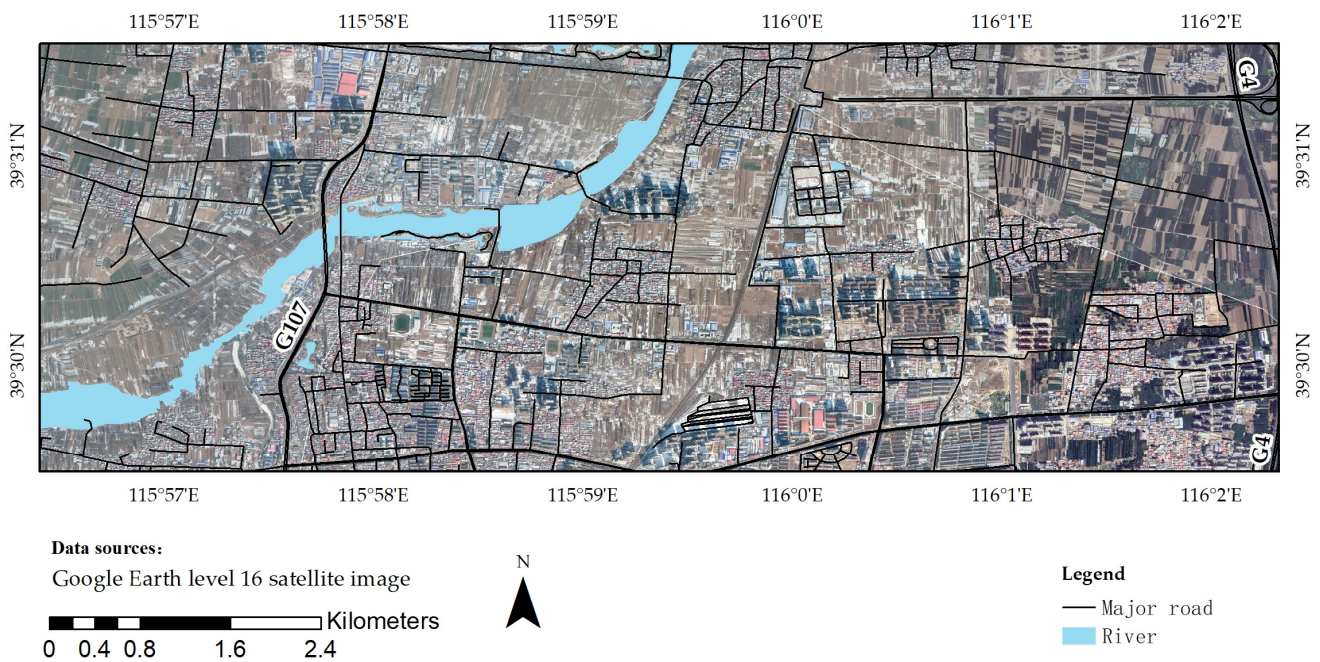 115°57'E 115°58'E 115°59'E 116°0'E 116°1'E 116°2'E
G4
39°31'N 39°31'N
G107
39°30'N 39°30'N
G4
115°57'E 115°58'E 115°59'E 116°0'E 116°1'E 116°2'E
Data sources:
Google Earth level 16 satellite image
Kilometers
0 0.4 0.8 1.6 2.4
N
Legend
Major road
River